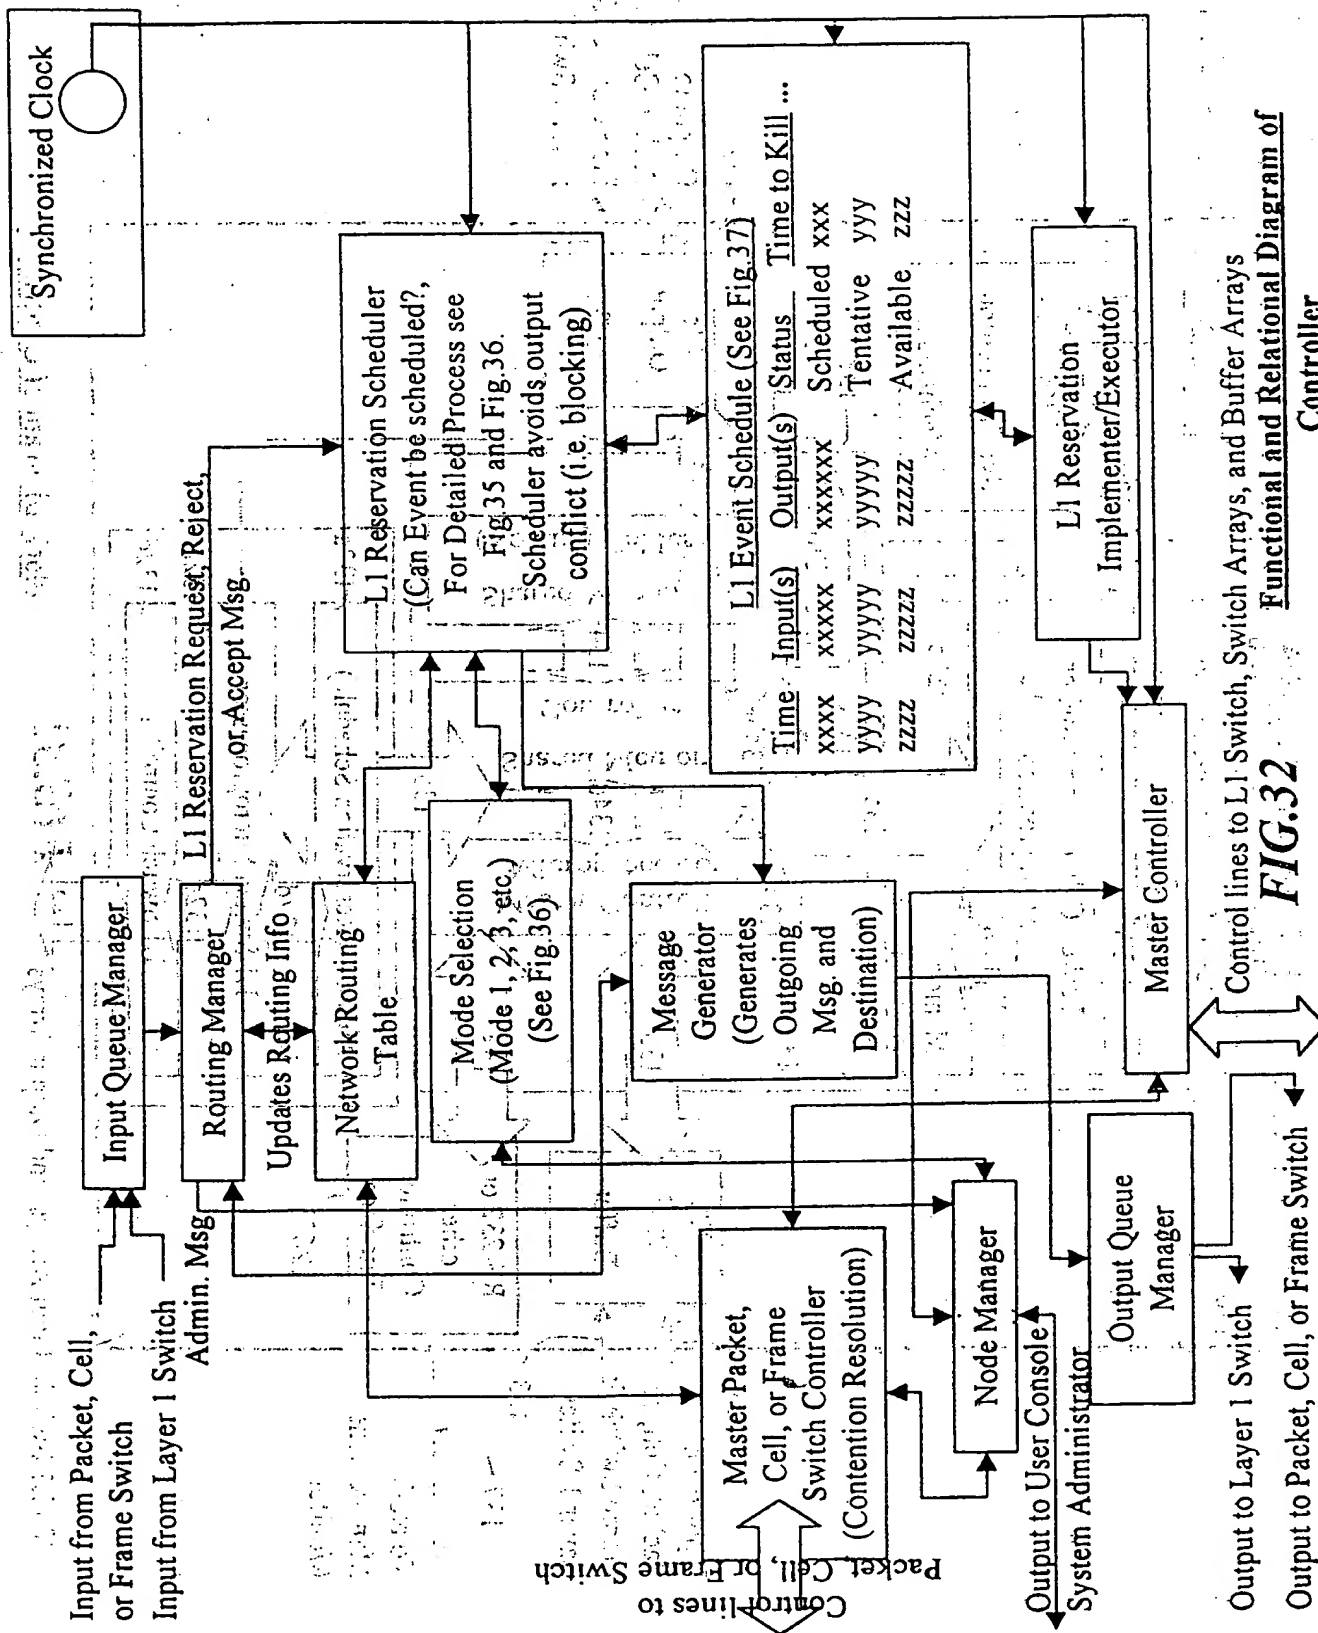 Synchronized Clock
Input from Packet, Cell,
or Frame Switch
Input from Layer 1 Switch
Input Queue Manager
Admin. Msg
Routing Manager
L1 Reservation Request, Reject,
or Accept Msg.
Updates Routing Info
Network Routing
Table
Mode Selection
(Mode 1, 2, 3, etc.)
(See Fig.36)
L1 Reservation Scheduler
(Can Event be scheduled?,
For Detailed Process see
Fig.35 and Fig.36.
Scheduler avoids output
conflict (i.e. blocking)
Message
Generator
(Generates
Outgoing
Msg. and
Destination)
L1 Event Schedule (See Fig.37)
Time Input(s) Output(s) Status Time to Kill ...
xxxx xxxxx xxxxxx Scheduled xxx
yyyy yyyyy yyyyy Tentative yyy
zzzz zzzzz zzzzz Available zzz
Control lines to
Packet, Cell, or Frame Switch
Master Packet,
Cell, or Frame
Switch Controller
(Contention Resolution)
Node Manager
Output to User Console
System Administrator
Output Queue
Manager
Master Controller
L1 Reservation
Implementer/Executor
Output to Layer 1 Switch
Output to Packet, Cell, or Frame Switch
Control lines to L1 Switch, Switch Arrays, and Buffer Arrays
FIG.32
Functional and Relational Diagram of
Controller